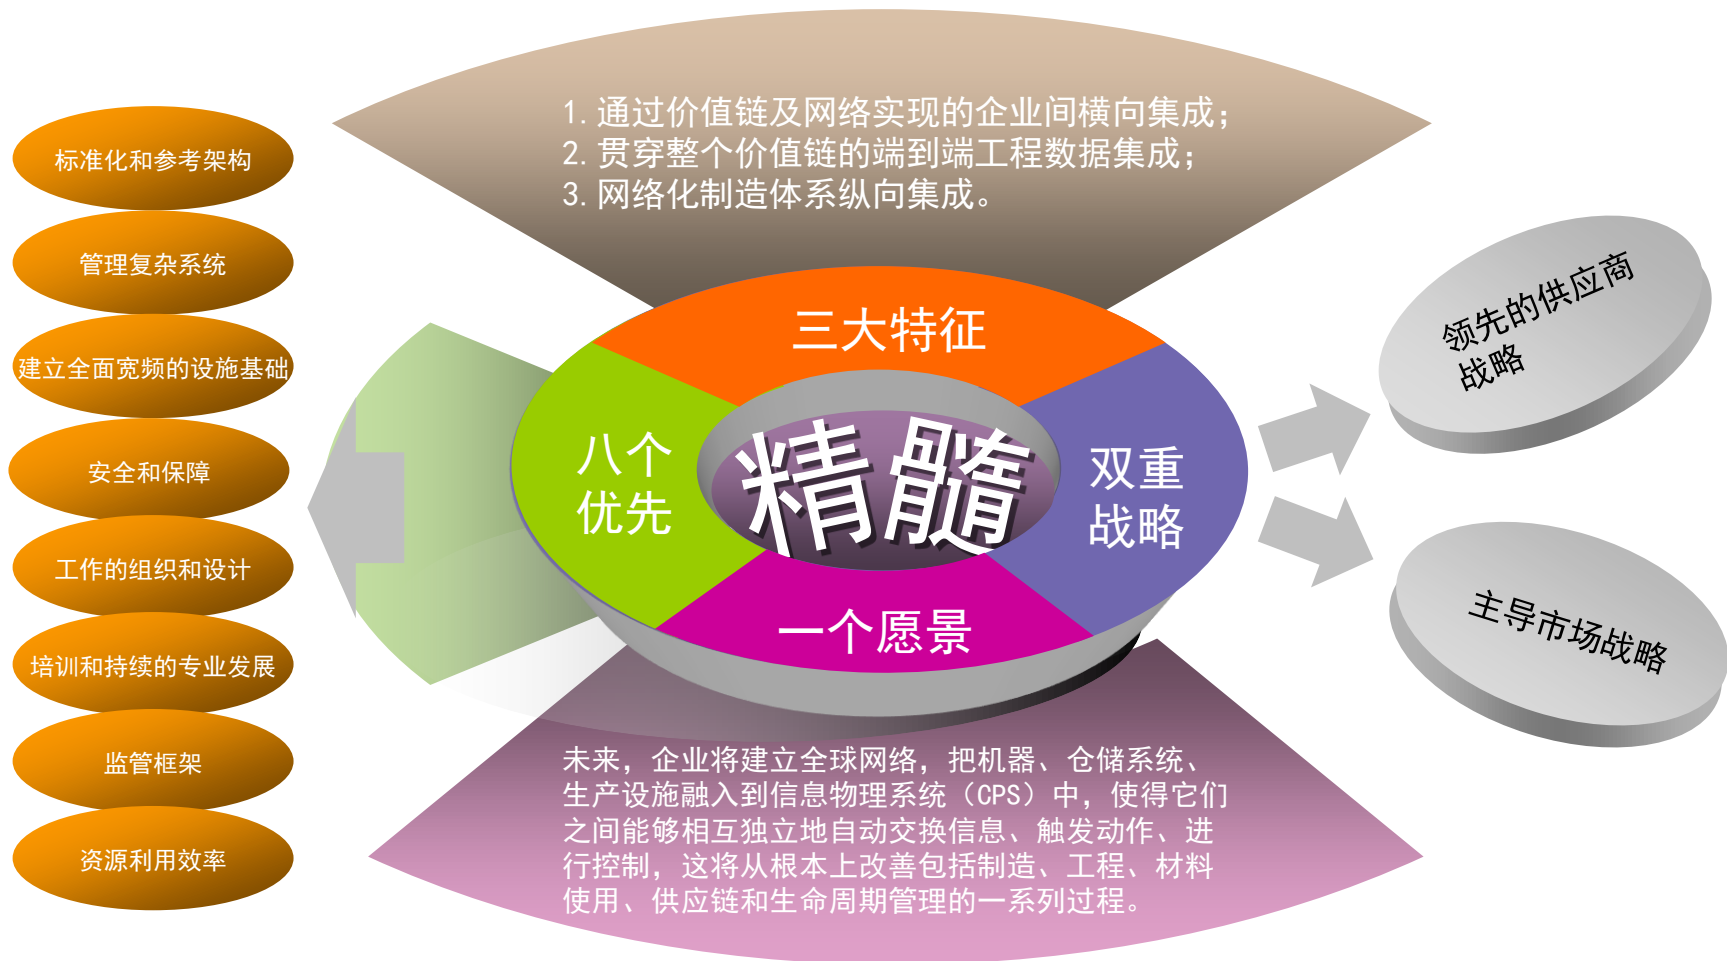 1. 通过价值链及网络实现的企业间横向集成；
2. 贯穿整个价值链的端到端工程数据集成；
3. 网络化制造体系纵向集成。
标准化和参考架构
管理复杂系统
建立全面宽频的设施基础
安全和保障
工作的组织和设计
培训和持续的专业发展
监管框架
资源利用效率
三大特征
八个
优先
精髓
双重
战略
一个愿景
领先的供应商
战略
主导市场战略
未来，企业将建立全球网络，把机器、仓储系统、
生产设施融入到信息物理系统（CPS）中，使得它们
之间能够相互独立地自动交换信息、触发动作、进
行控制，这将从根本上改善包括制造、工程、材料
使用、供应链和生命周期管理的一系列过程。